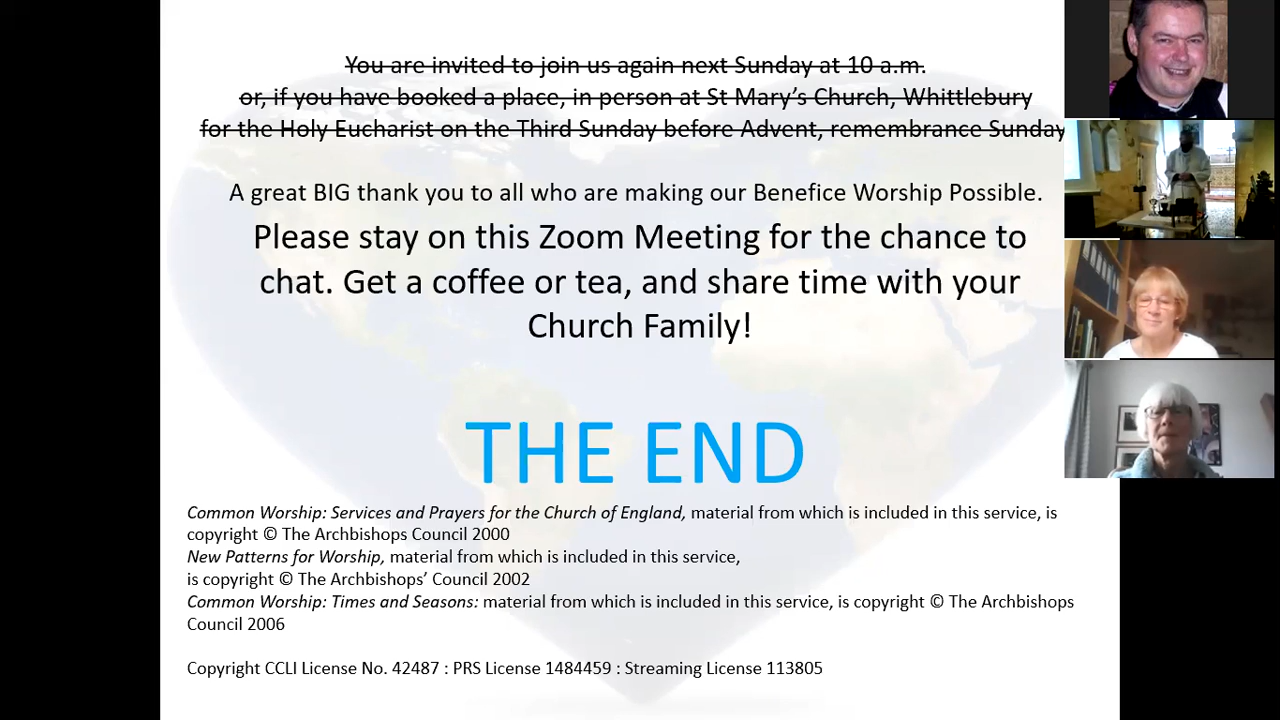 You are invited to join us again next Sunday at 10 a.m.
or, if you have booked a place, in person at St Mary’s Church, Whittlebury
for the Holy Eucharist on the Third Sunday before Advent, remembrance Sunday
A great BIG thank you to all who are making our Benefice Worship Possible.
Please stay on this Zoom Meeting for the chance to
chat. Get a coffee or tea, and share time with your
Church Family!
THE END
Common Worship: Services and Prayers for the Church of England, material from which is included in this service, is
copyright © The Archbishops Council 2000
New Patterns for Worship, material from which is included in this service,
is copyright © The Archbishops’ Council 2002
Common Worship: Times and Seasons: material from which is included in this service, is copyright © The Archbishops
Council 2006
Copyright CCLI License No. 42487 : PRS License 1484459 : Streaming License 113805